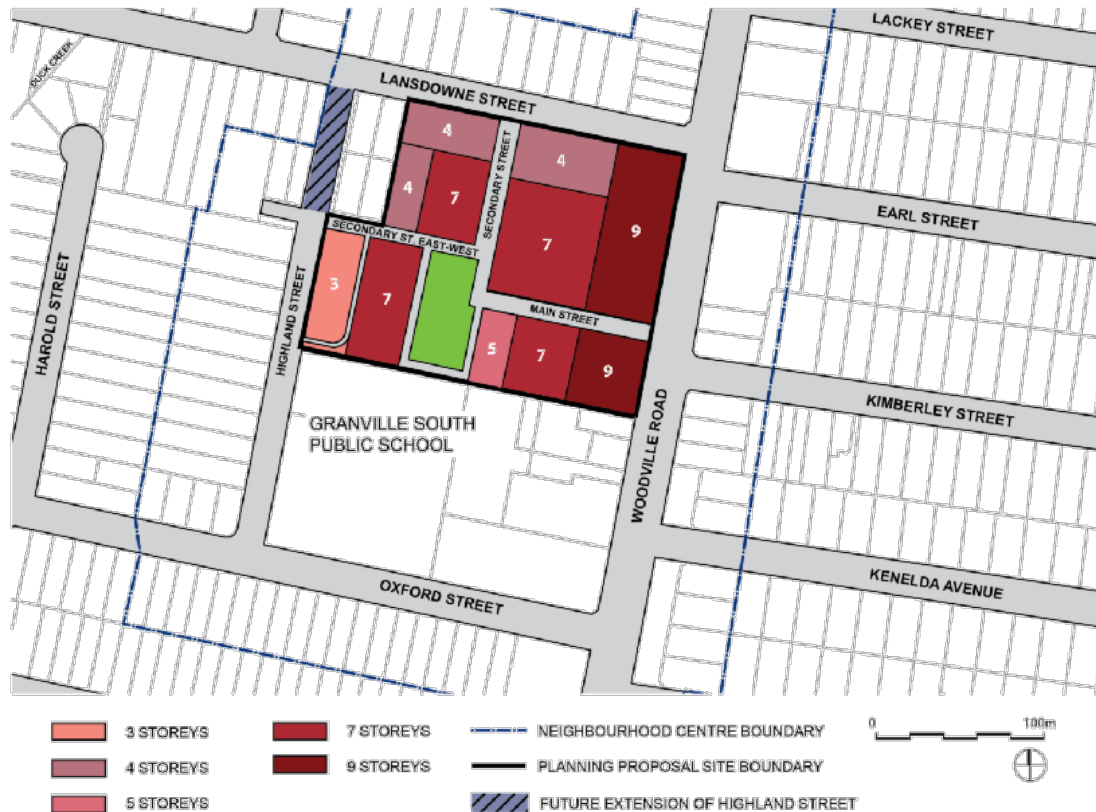 LACKEY STREET
DUCK CREEK
LANSDOWNE STREET
4
SECONDARY STREET
4
4
7
EARL STREET
7
9
SECONDARY ST. EAST-WEST
3
7
MAIN STREET
HAROLD STREET
HIGHLAND STREET
5
7
9
KIMBERLEY STREET
GRANVILLE SOUTH
PUBLIC SCHOOL
WOODVILLE ROAD
KENELDA AVENUE
OXFORD STREET
3 STOREYS
7 STOREYS
NEIGHBOURHOOD CENTRE BOUNDARY
0 100m
4 STOREYS
9 STOREYS
PLANNING PROPOSAL SITE BOUNDARY
5 STOREYS
FUTURE EXTENSION OF HIGHLAND STREET